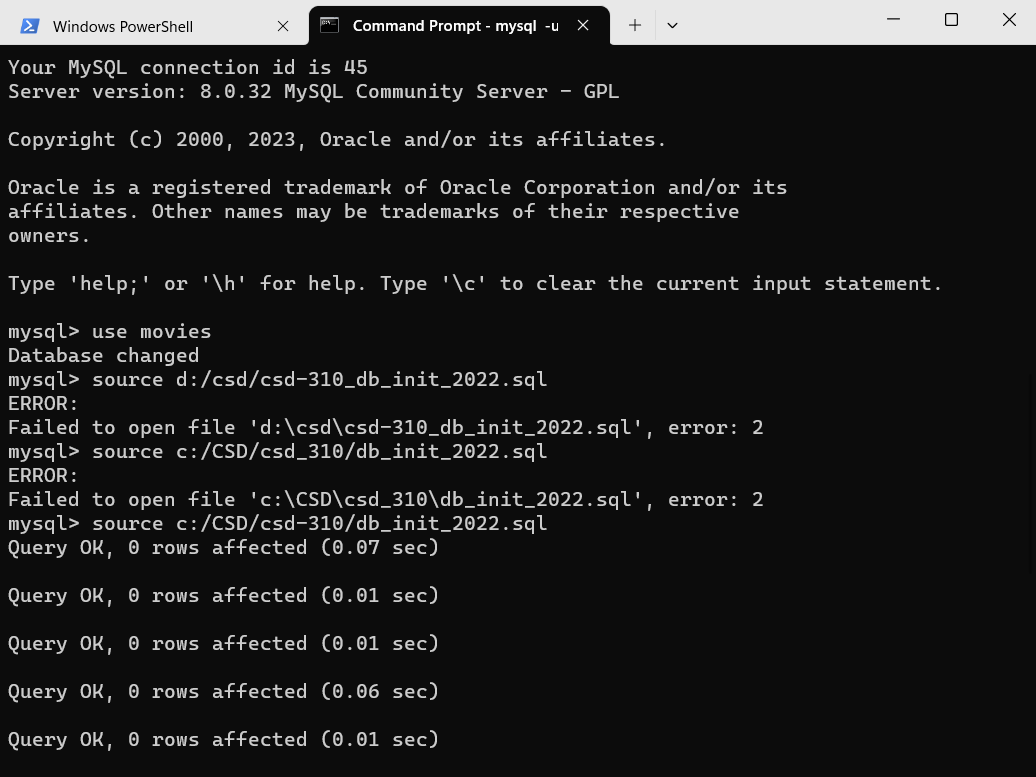 Windows PowerShell
Command Prompt - mysql -u
Your MySQL connection id is 45
Server version: 8.0.32 MySQL Community Server - GPL
Copyright (c) 2000, 2023, Oracle and/or its affiliates.
Oracle is a registered trademark of Oracle Corporation and/or its
affiliates. Other names may be trademarks of their respective
owners.
Type 'help;' or '\h' for help. Type '\c' to clear the current input statement.
mysql> use movies
Database changed
mysql> source d:/csd/csd-310_db_init_2022.sql
ERROR:
Failed to open file 'd:\csd\csd-310_db_init_2022.sql', error: 2
mysql> source c:/CSD/csd_310/db_init_2022.sql
ERROR:
Failed to open file 'c:\CSD\csd_310\db_init_2022.sql', error: 2
mysql> source c:/CSD/csd-310/db_init_2022.sql
Query OK, 0 rows affected (0.07 sec)
Query OK, 0 rows affected (0.01 sec)
Query OK, 0 rows affected (0.01 sec)
Query OK, 0 rows affected (0.06 sec)
Query OK, 0 rows affected (0.01 sec)